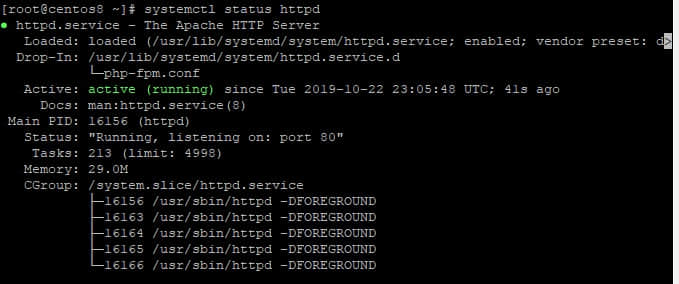 [root@centos8 ~]# systemctl status httpd
● httpd.service - The Apache HTTP Server
   Loaded: loaded (/usr/lib/systemd/system/httpd.service; enabled; vendor preset: d>
  Drop-In: /usr/lib/systemd/system/httpd.service.d
           └─php-fpm.conf
   Active: active (running) since Tue 2019-10-22 23:05:48 UTC; 41s ago
     Docs: man:httpd.service(8)
 Main PID: 16156 (httpd)
   Status: "Running, listening on: port 80"
    Tasks: 213 (limit: 4998)
   Memory: 29.0M
   CGroup: /system.slice/httpd.service
           ├─16156 /usr/sbin/httpd -DFOREGROUND
           ├─16163 /usr/sbin/httpd -DFOREGROUND
           ├─16164 /usr/sbin/httpd -DFOREGROUND
           ├─16165 /usr/sbin/httpd -DFOREGROUND
           └─16166 /usr/sbin/httpd -DFOREGROUND